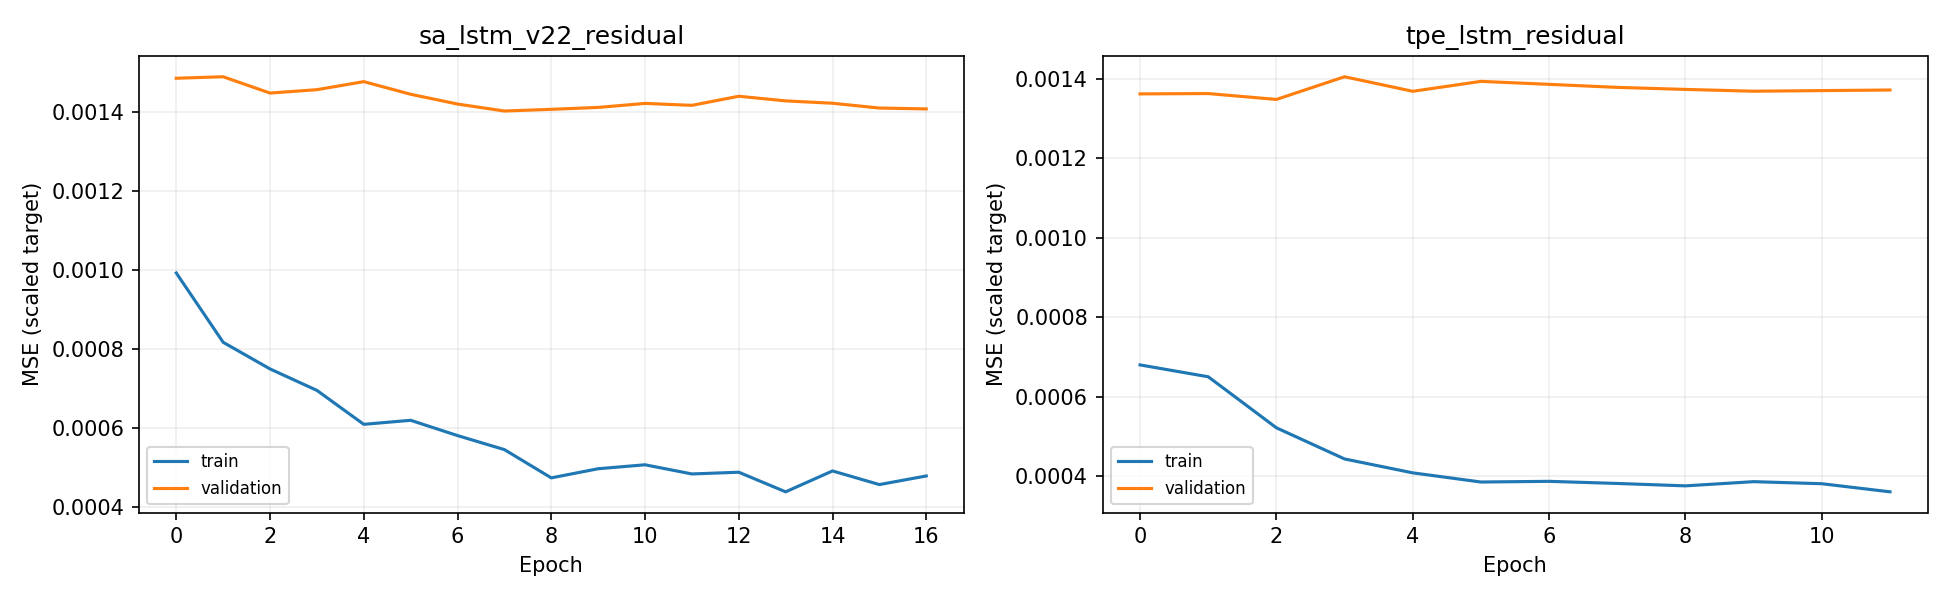 sa_lstm_v22_residual
MSE (scaled target)
0.0014
0.0012
0.0010
0.0008
0.0006
0.0004
train
validation
0 2 4 6 8 10 12 14 16
Epoch
tpe_lstm_residual
MSE (scaled target)
0.0014
0.0012
0.0010
0.0008
0.0006
0.0004
train
validation
0 2 4 6 8 10
Epoch